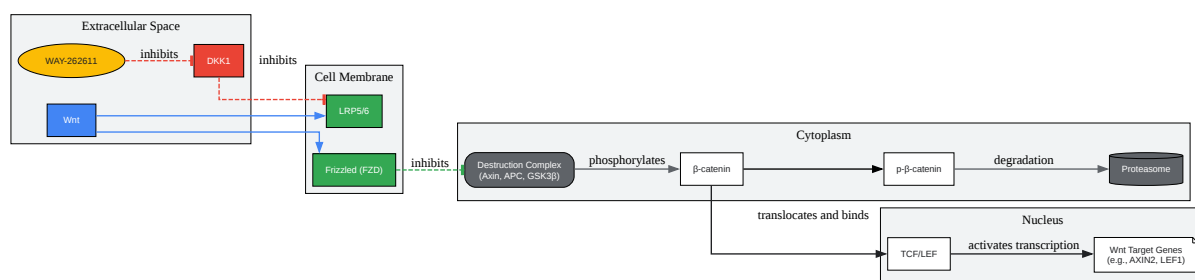 Extracellular Space
WAY-262611
inhibits
DKK1
inhibits
Wnt
Cell Membrane
LRP5/6
Frizzled (FZD)
inhibits
Cytoplasm
Destruction Complex
(Axin, APC, GSK3β)
phosphorylates
β-catenin
p-β-catenin
degradation
Proteasome
translocates and binds
Nucleus
TCF/LEF
activates transcription
Wnt Target Genes
(e.g., AXIN2, LEF1)